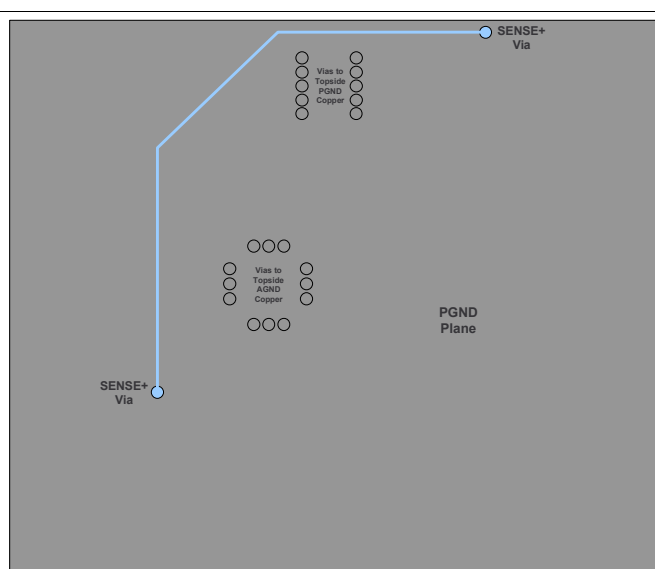 SENSE+
Via
Vias to
Topside
PGND
Copper
Vias to
Topside
AGND
Copper
PGND
Plane
SENSE+
Via